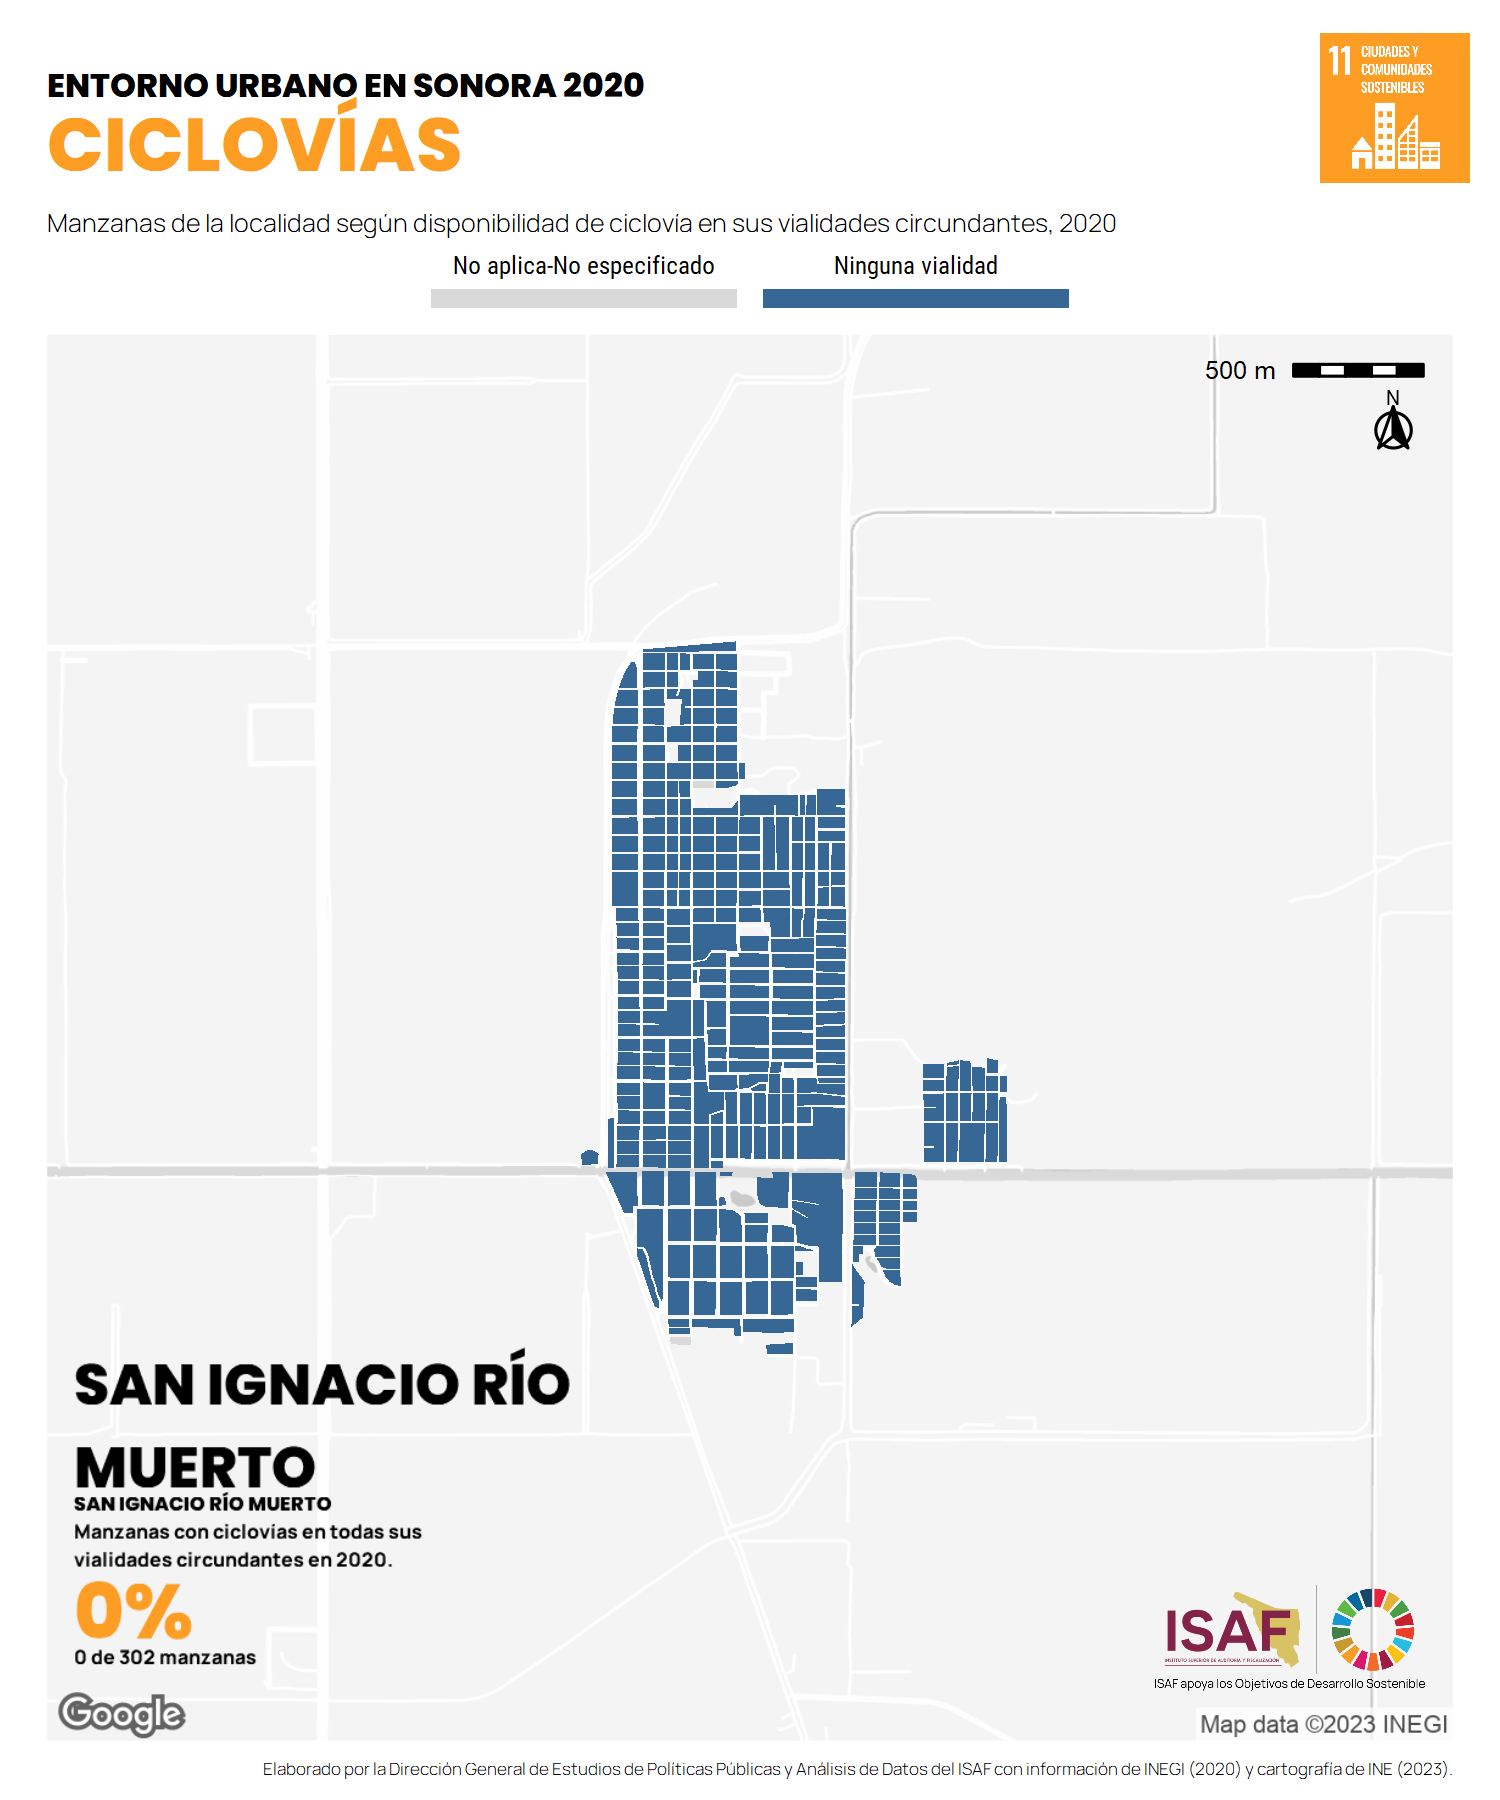 ENTORNO URBANO EN SONORA 2020
CICLOVÍAS
11 CIUDADES Y
COMUNIDADES
SOSTENIBLES
Manzanas de la localidad según disponibilidad de ciclovía en sus vialidades circundantes, 2020
No aplica-No especificado
Ninguna vialidad
500 m
N
SAN IGNACIO RÍO
MUERTO
SAN IGNACIO RÍO MUERTO
Manzanas con ciclovias en todas sus
vialidades circundantes en 2020.
0%
0 de 302 manzanas
Google
ISAF
INSTITUTO SUPERIOR DE AUDITORÍA Y FISCALIZACIÓN
ISAF apoya los Objetivos de Desarrollo Sostenible
Map data ©2023 INEGI
Elaborado por la Dirección General de Estudios de Políticas Públicas y Análisis de Datos del ISAF con información de INEGI (2020) y cartografía de INE (2023).